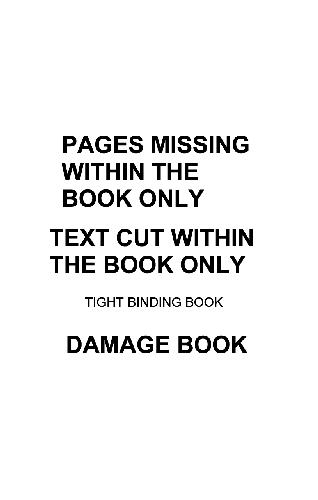 PAGES MISSING
WITHIN THE
BOOK ONLY
TEXT CUT WITHIN
THE BOOK ONLY
TIGHT BINDING BOOK
DAMAGE BOOK